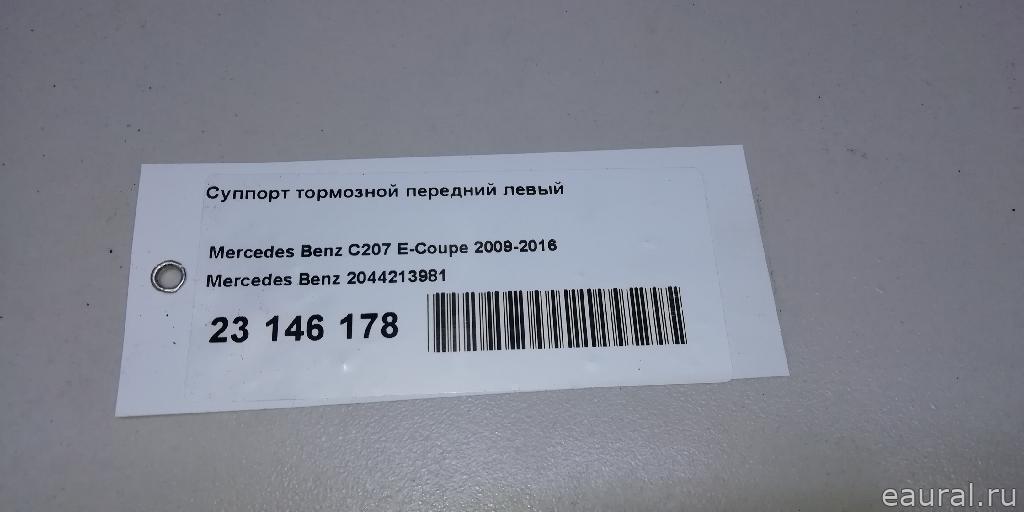 Суппорт тормозной передний левый
Mercedes Benz C207 E-Coupe 2009-2016
Mercedes Benz 2044213981
23 146 178
eaural.ru